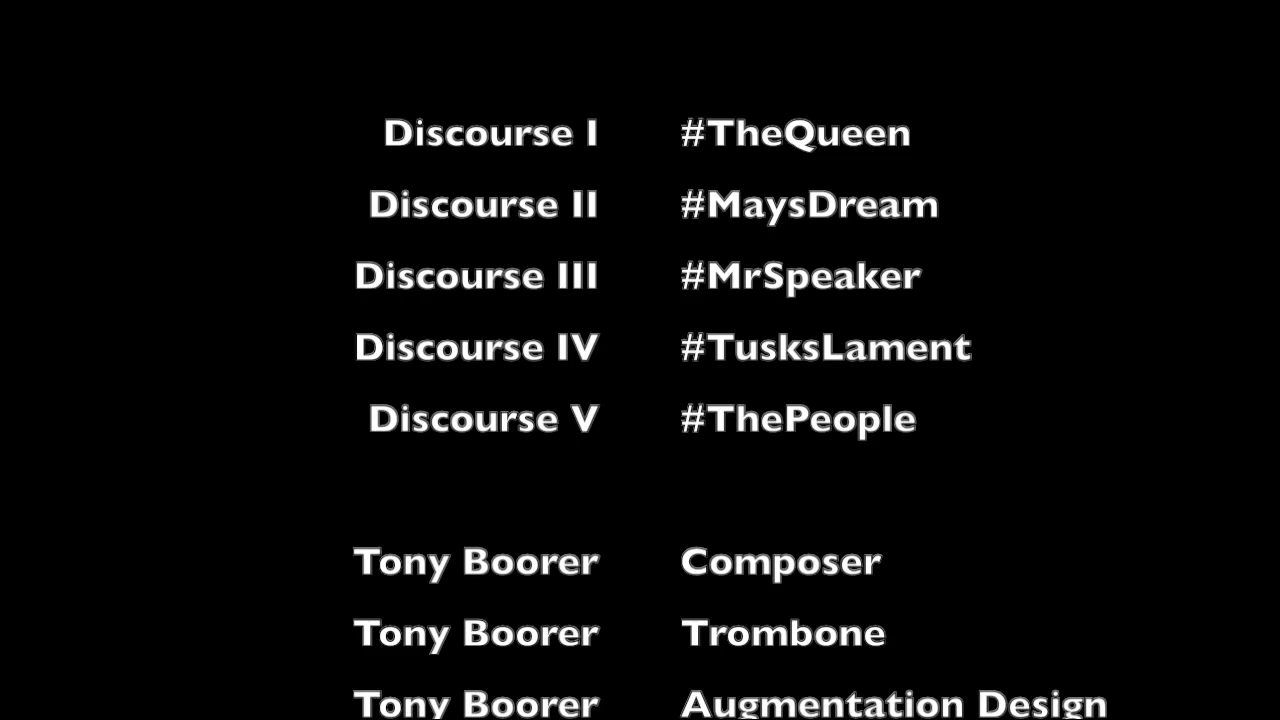 Discourse I #TheQueen
Discourse II #MaysDream
Discourse III #MrSpeaker
Discourse IV #TusksLament
Discourse V #ThePeople
Tony Boorer Composer
Tony Boorer Trombone
Tony Boorer Augmentation Design